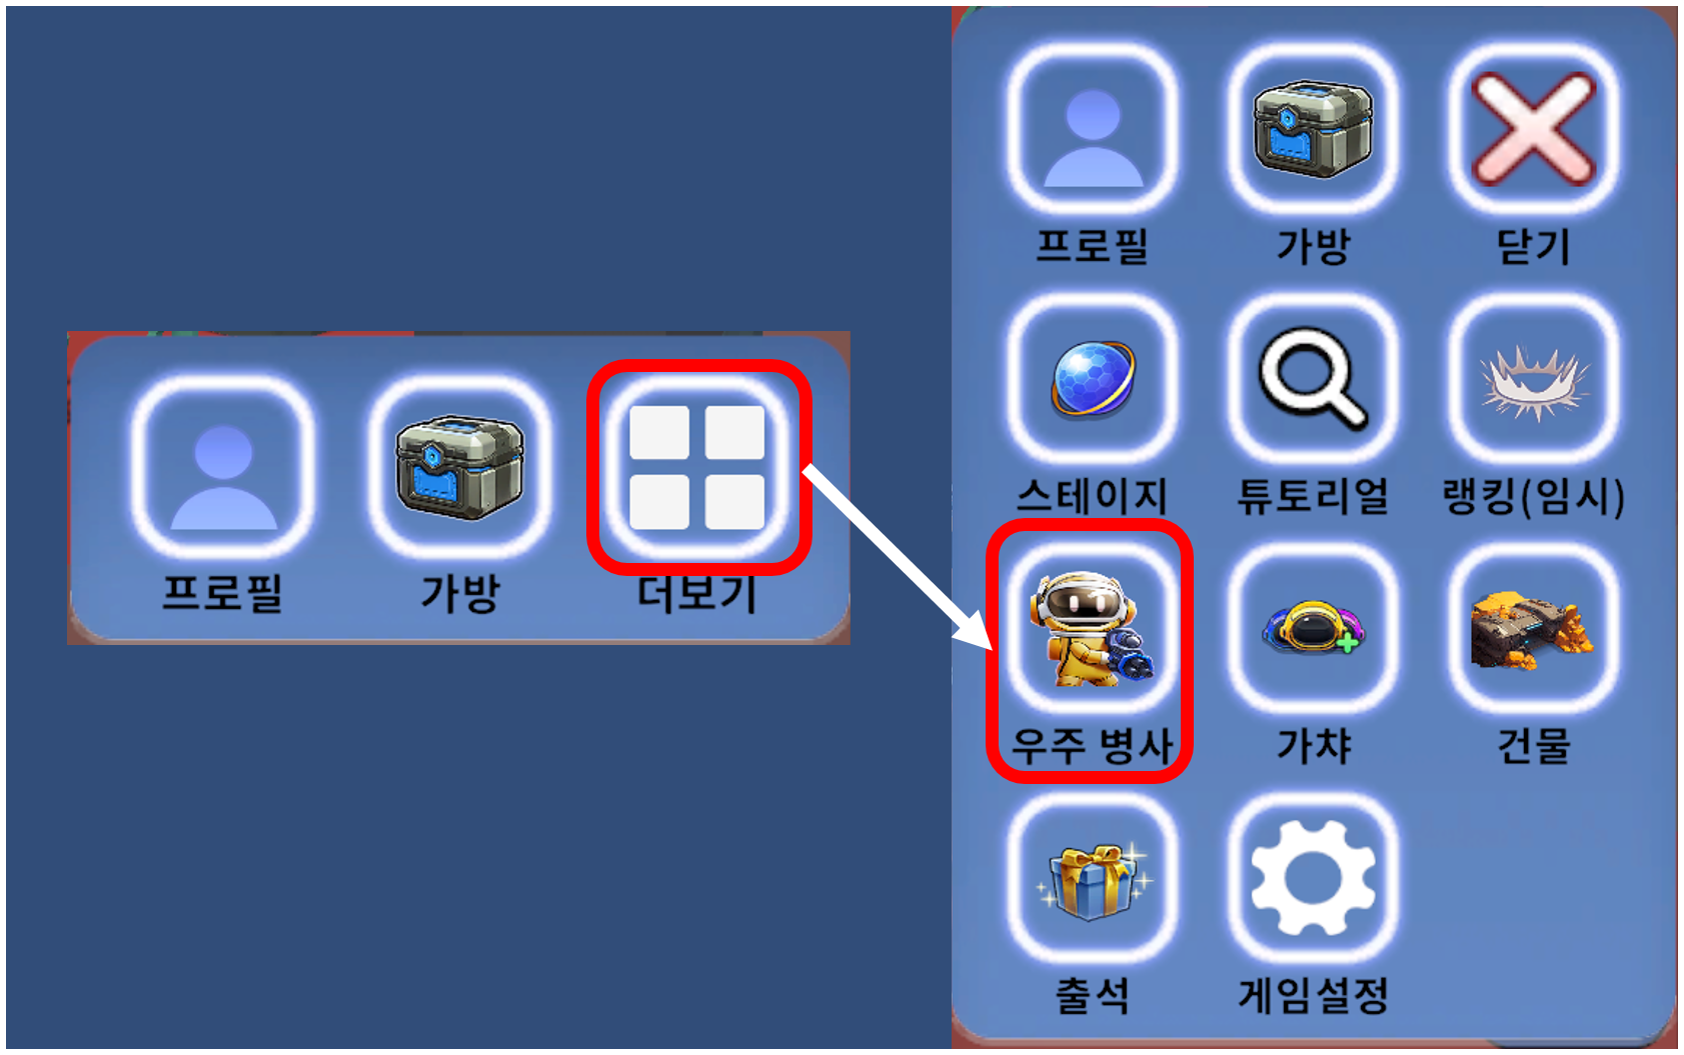 프로필
가방
더보기
프로필
가방
닫기
스테이지
튜토리얼
랭킹(임시)
우주 병사
가챠
건물
출석
게임설정